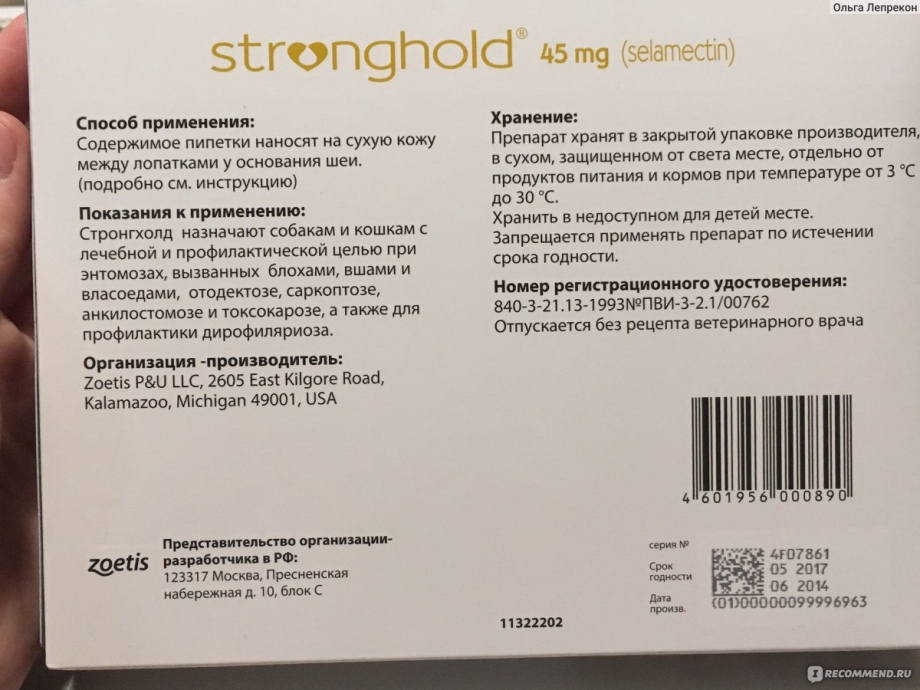 Ольга Лепрекон
stronghold® 45 mg (selamectin)
Способ применения:
Содержимое пипетки наносят на сухую кожу
между лопатками у основания шеи.
(подробно см. инструкцию)
Показания к применению:
Стронгхолд назначают собакам и кошкам с
лечебной и профилактической целью при
энтомозах, вызванных блохами, вшами и
власоедами, отодектозе, саркоптозе,
анкилостомозе и токсокарозе, а также для
профилактики дирофиляриоза.
Организация -производитель:
Zoetis P&U LLC, 2605 East Kilgore Road,
Kalamazoo, Michigan 49001, USA
Хранение:
Препарат хранят в закрытой упаковке производителя,
в сухом, защищенном от света месте, отдельно от
продуктов питания и кормов при температуре от 3 °C
до 30 °C.
Хранить в недоступном для детей месте.
Запрещается применять препарат по истечении
срока годности.
Номер регистрационного удостоверения:
840-3-21.13-1993№ПВИ-3-2.1/00762
Отпускается без рецепта ветеринарного врача
4 601956 000890
zoetis
Представительство организации-
разработчика в РФ:
123317 Москва, Пресненская
набережная д. 10, блок С
серия № 4F07861
Срок годности 05 2017
Дата произв. 06 2014
(01)00000099996963
11322202
I RECOMMEND.RU